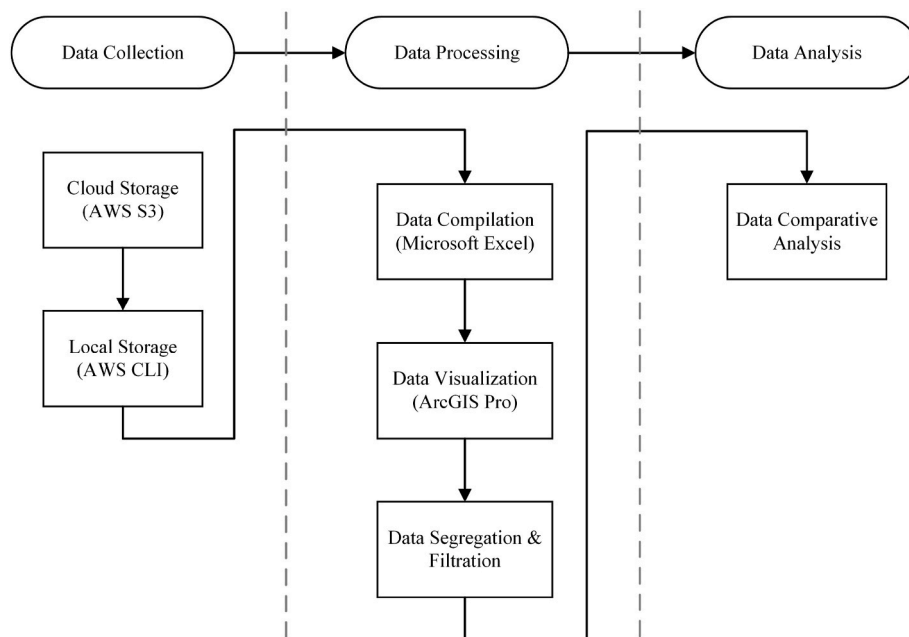 Data Collection
Data Processing
Data Analysis
Cloud Storage
(AWS S3)
Local Storage
(AWS CLI)
Data Compilation
(Microsoft Excel)
Data Visualization
(ArcGIS Pro)
Data Segregation &
Filtration
Data Comparative
Analysis